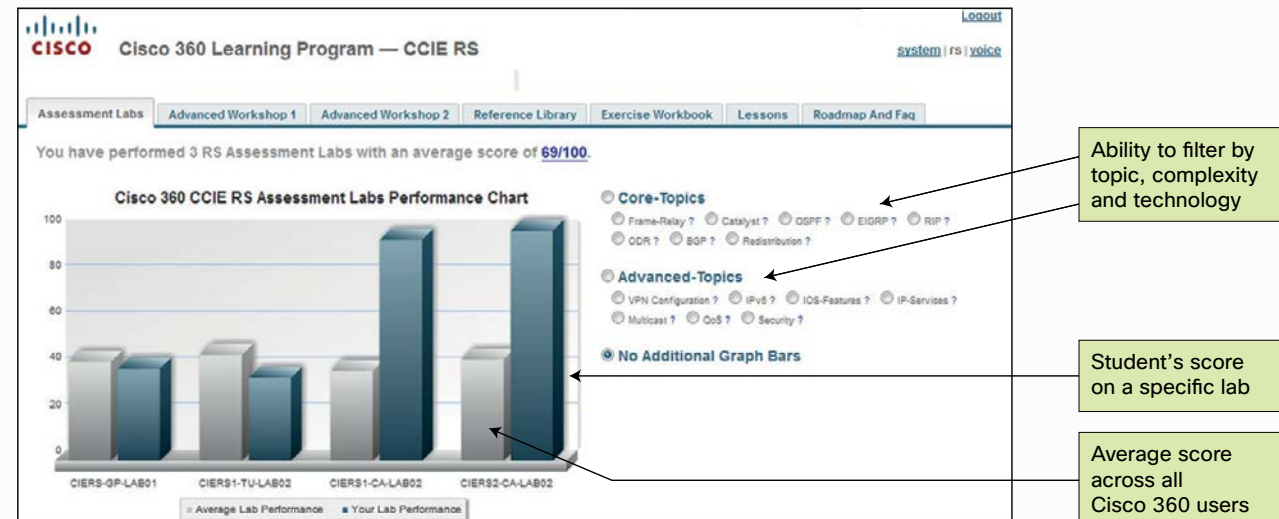 Logout
CISCO
Cisco 360 Learning Program — CCIE RS
system | rs | voice
Assessment Labs
Advanced Workshop 1
Advanced Workshop 2
Reference Library
Exercise Workbook
Lessons
Roadmap And Faq
You have performed 3 RS Assessment Labs with an average score of 69/100.
Cisco 360 CCIE RS Assessment Labs Performance Chart
100
80
60
40
20
0
CIERS-GP-LAB01
CIERS1-TU-LAB02
CIERS1-CA-LAB02
CIERS2-CA-LAB02
Average Lab Performance
Your Lab Performance
Core-Topics
Frame-Relay ? Catalyst ? OSPF ? EIGRP ? RIP ?
ODR ? BGP ? Redistribution ?
Advanced-Topics
VPN Configuration ? IPv6 ? IOS-Features ? IP-Services ?
Multicast ? QoS ? Security ?
No Additional Graph Bars
Ability to filter by
topic, complexity
and technology
Student's score
on a specific lab
Average score
across all
Cisco 360 users